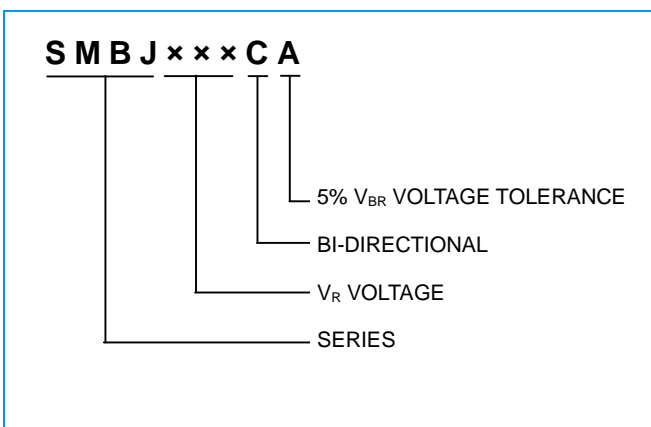 S M B J × × × C A
5% VBR VOLTAGE TOLERANCE
BI-DIRECTIONAL
VR VOLTAGE
SERIES